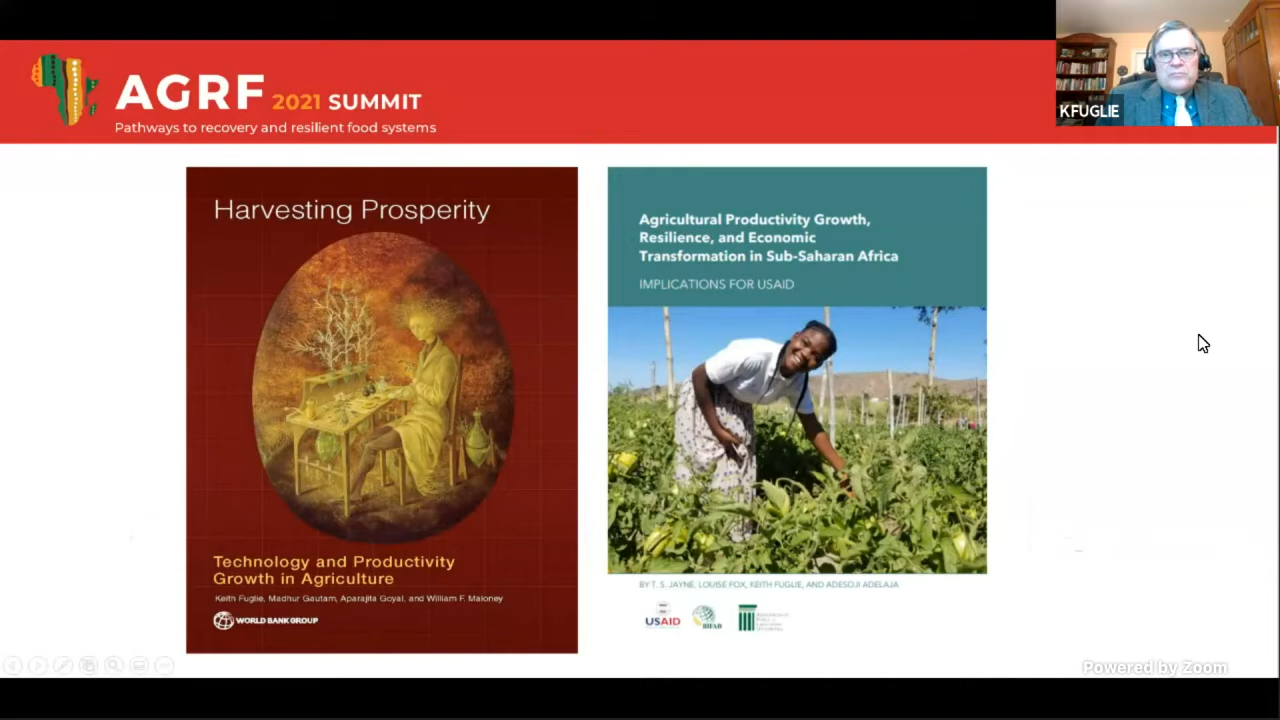 AGRF 2021 SUMMIT
Pathways to recovery and resilient food systems
KFUGLIE
Harvesting Prosperity
Technology and Productivity
Growth in Agriculture
Keith Fuglie, Madhur Gautam, Aparajita Goyal, and William F. Maloney
WORLD BANK GROUP
Agricultural Productivity Growth,
Resilience, and Economic
Transformation in Sub-Saharan Africa
IMPLICATIONS FOR USAID
BY T. S. JAYNE, LOUISE FOX, KEITH FUGLIE, AND ADESOJI ADELAJA
USAID
BIFAD
Powered by Zoom